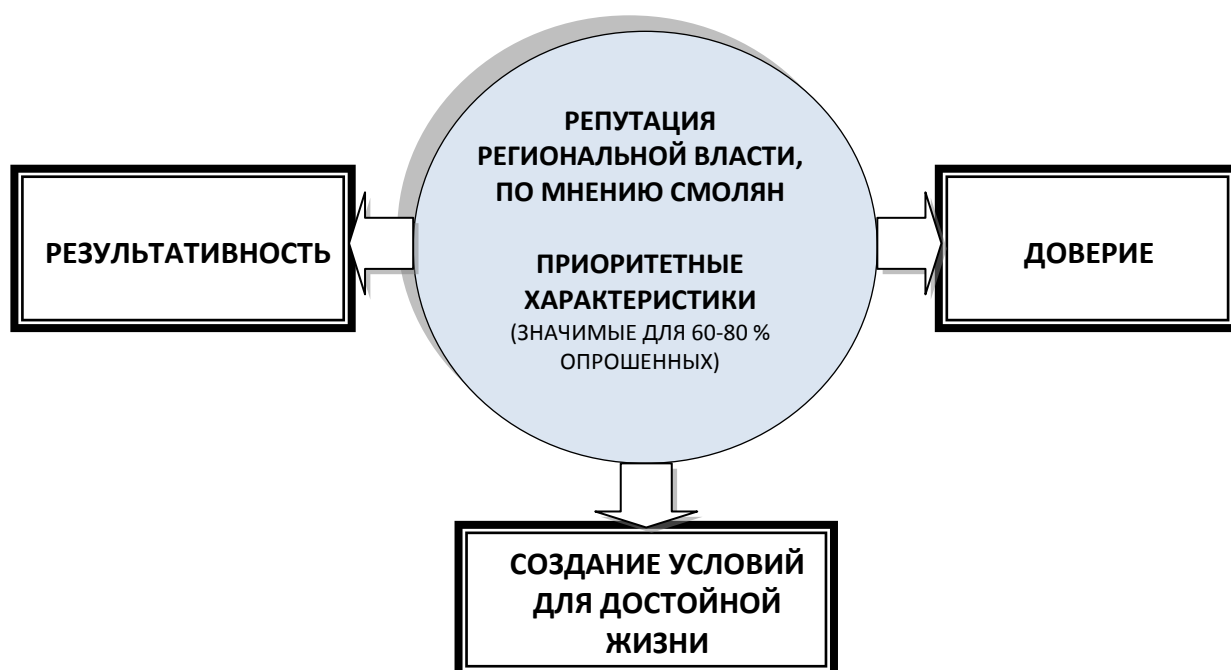 РЕПУТАЦИЯ
РЕГИОНАЛЬНОЙ ВЛАСТИ,
ПО МНЕНИЮ СМОЛЯН
ПРИОРИТЕТНЫЕ
ХАРАКТЕРИСТИКИ
(ЗНАЧИМЫЕ ДЛЯ 60-80 %
ОПРОШЕННЫХ)
РЕЗУЛЬТАТИВНОСТЬ
ДОВЕРИЕ
СОЗДАНИЕ УСЛОВИЙ
ДЛЯ ДОСТОЙНОЙ
ЖИЗНИ